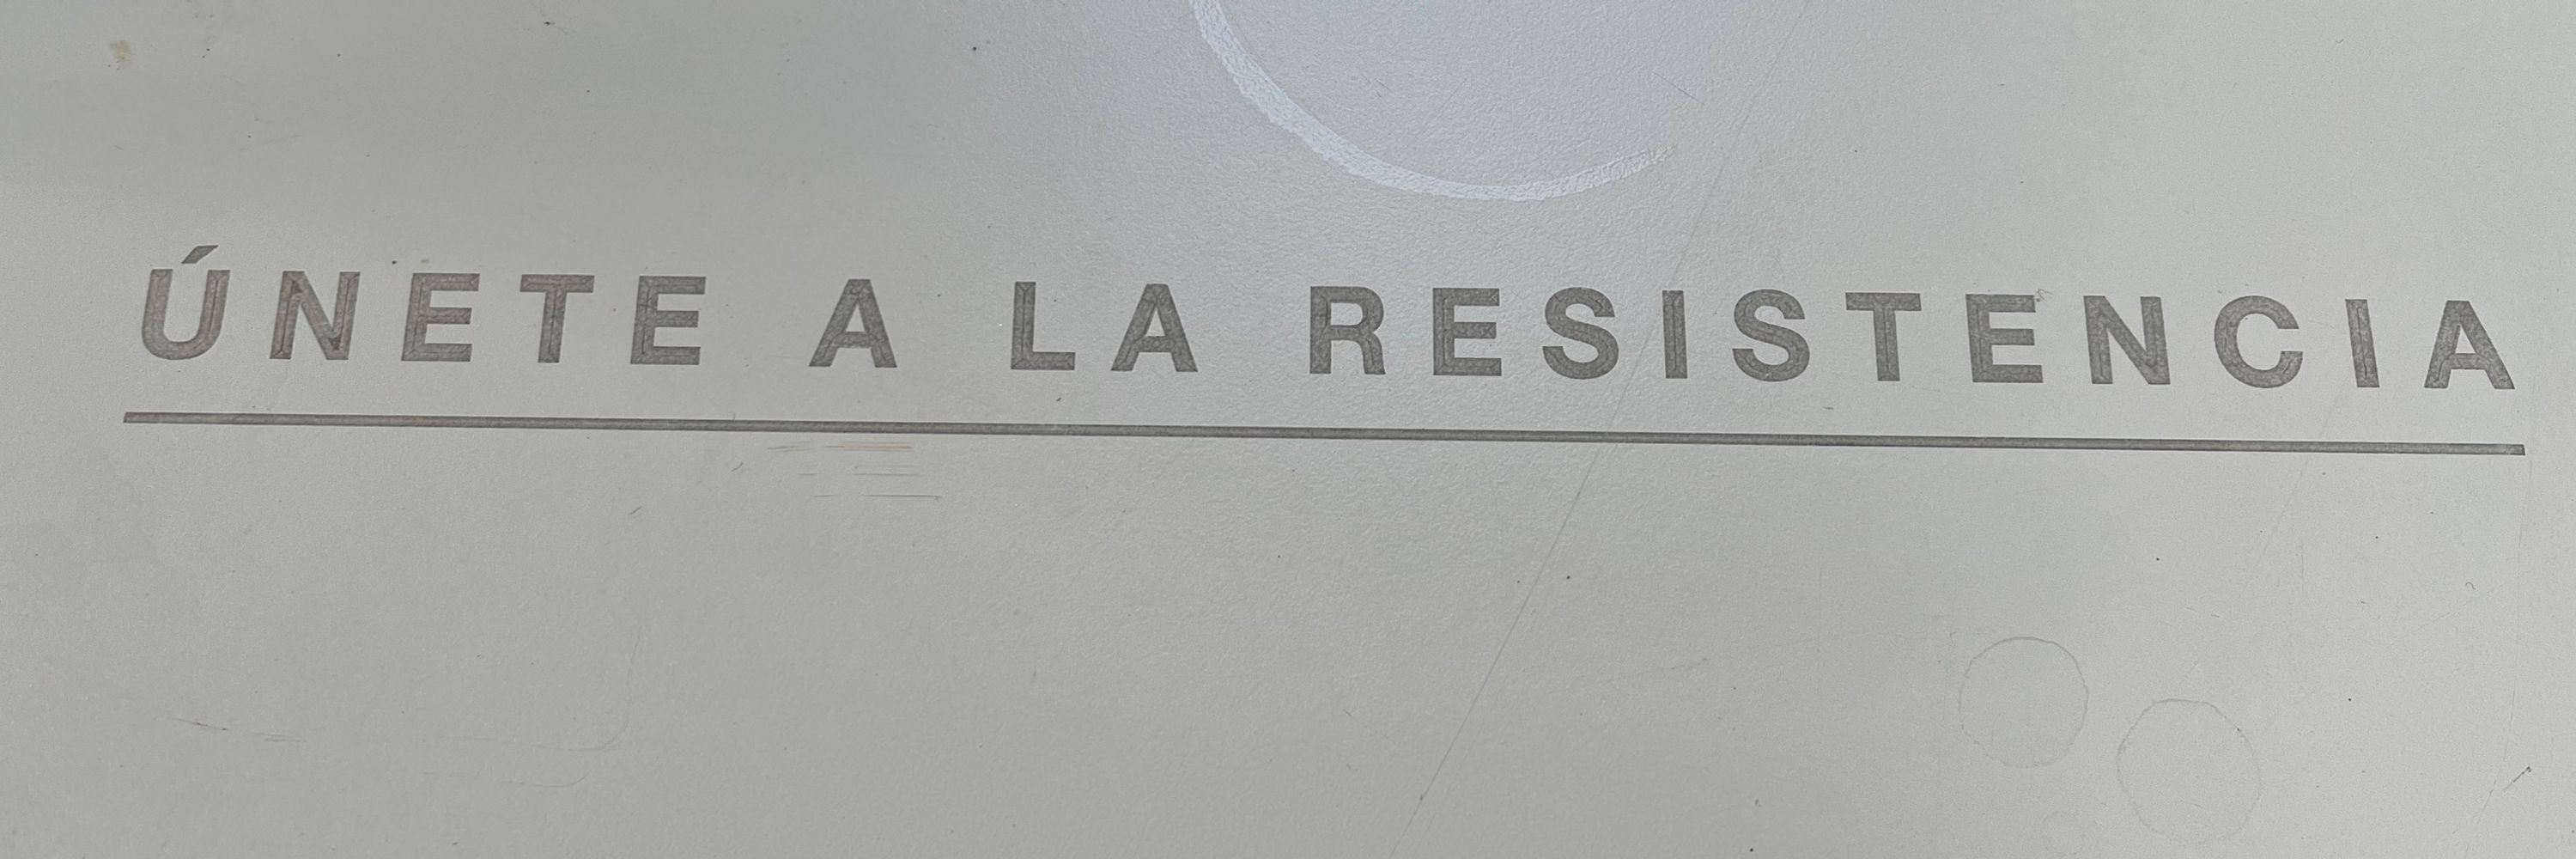 ÚNETE A LA RESISTENCIA